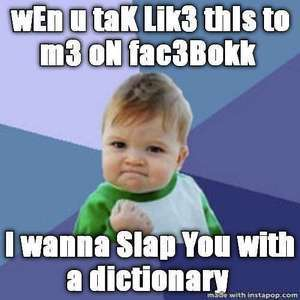 wEn u taK Lik3 thIs to
m3 oN fac3Bokk
I wanna Slap You with
a dictionary
made with instapop.com